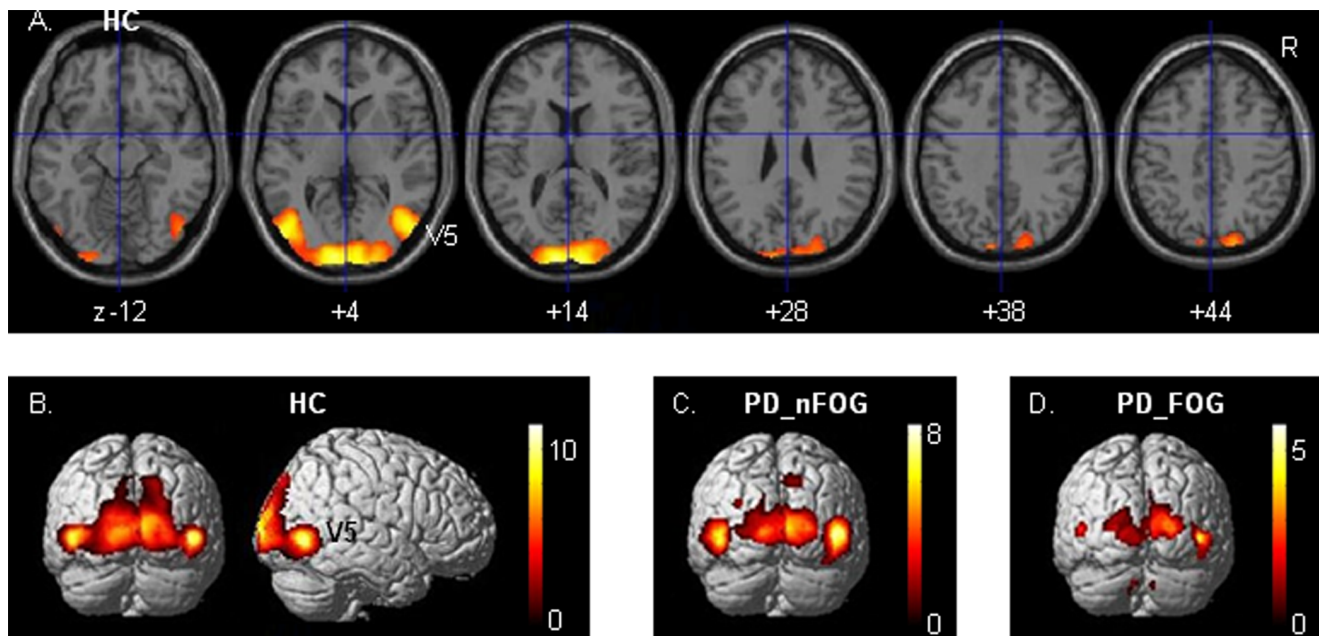 A. HC
R
V5
z -12 +4 +14 +28 +38 +44
B. HC
10
V5
0
C. PD_nFOG
8
0
D. PD_FOG
5
0